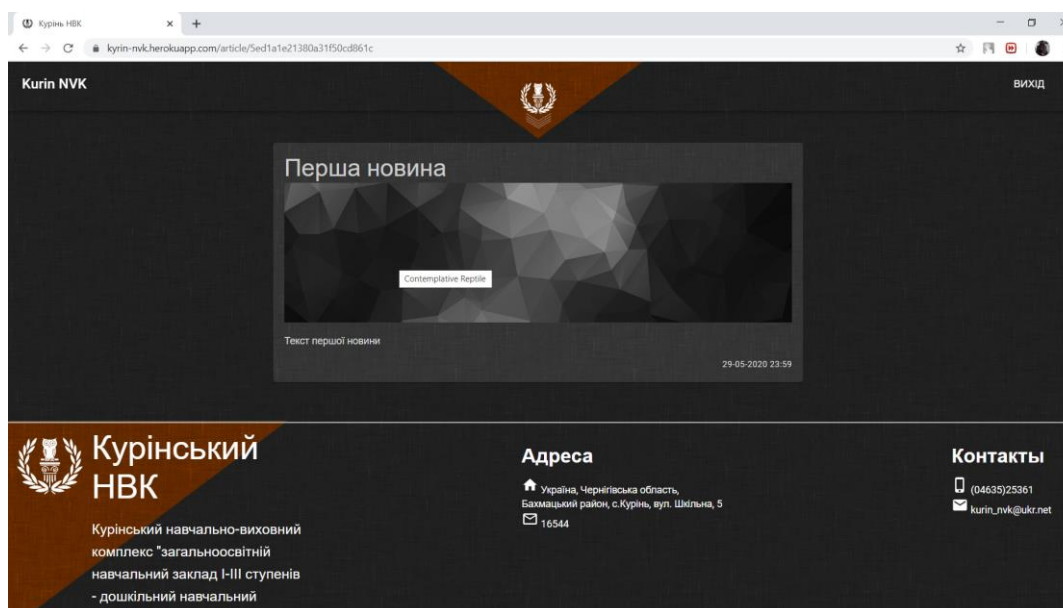 Курінь НВК
kyrin-nvk.herokuapp.com/article/5ed1a1e21380a31f50cd861c
Kurin NVK
ВИХІД
Перша новина
Contemplative Reptile
Текст першої новини
29-05-2020 23:59
Курінський
НВК
Курінський навчально-виховний
комплекс "загальноосвітній
навчальний заклад І-ІІІ ступенів
- дошкільний навчальний
Адреса
Україна, Чернігівська область,
Бахмацький район, с.Курінь, вул. Шкільна, 5
16544
Контакты
(04635)25361
kurin_nvk@ukr.net